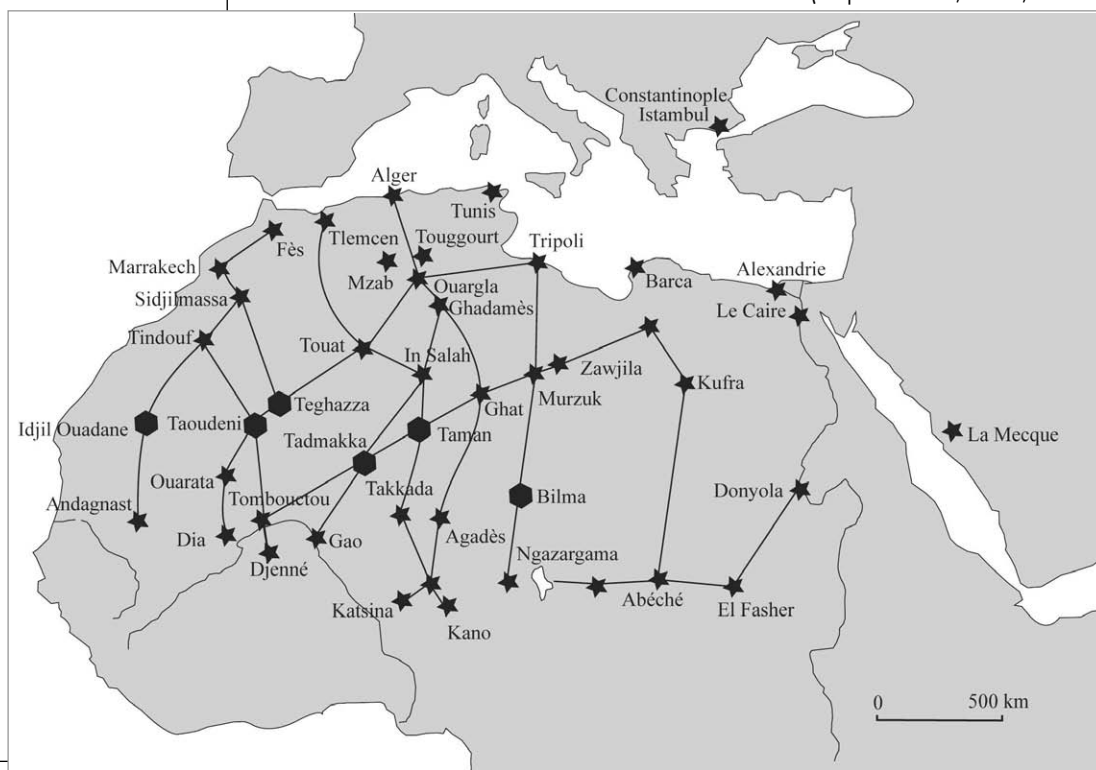 Constantinople
Istambul
Alger
Tunis
Tlemcen
Touggourt
Fès
Mzab
Tripoli
Marrakech
Ouargla
Barca
Alexandrie
Sidjilmassa
Ghadamès
Le Caire
Tindouf
Touat
In Salah
Zawjila
Kufra
Murzuk
Teghazza
Ghat
Idjil Ouadane
Taoudeni
La Mecque
Tadmakka
Taman
Ouarata
Takkada
Bilma
Donyola
Andagnast
Tombouctou
Dia
Gao
Agadès
Djenné
Ngazargama
Abéché
El Fasher
Katsina
Kano
0 500 km